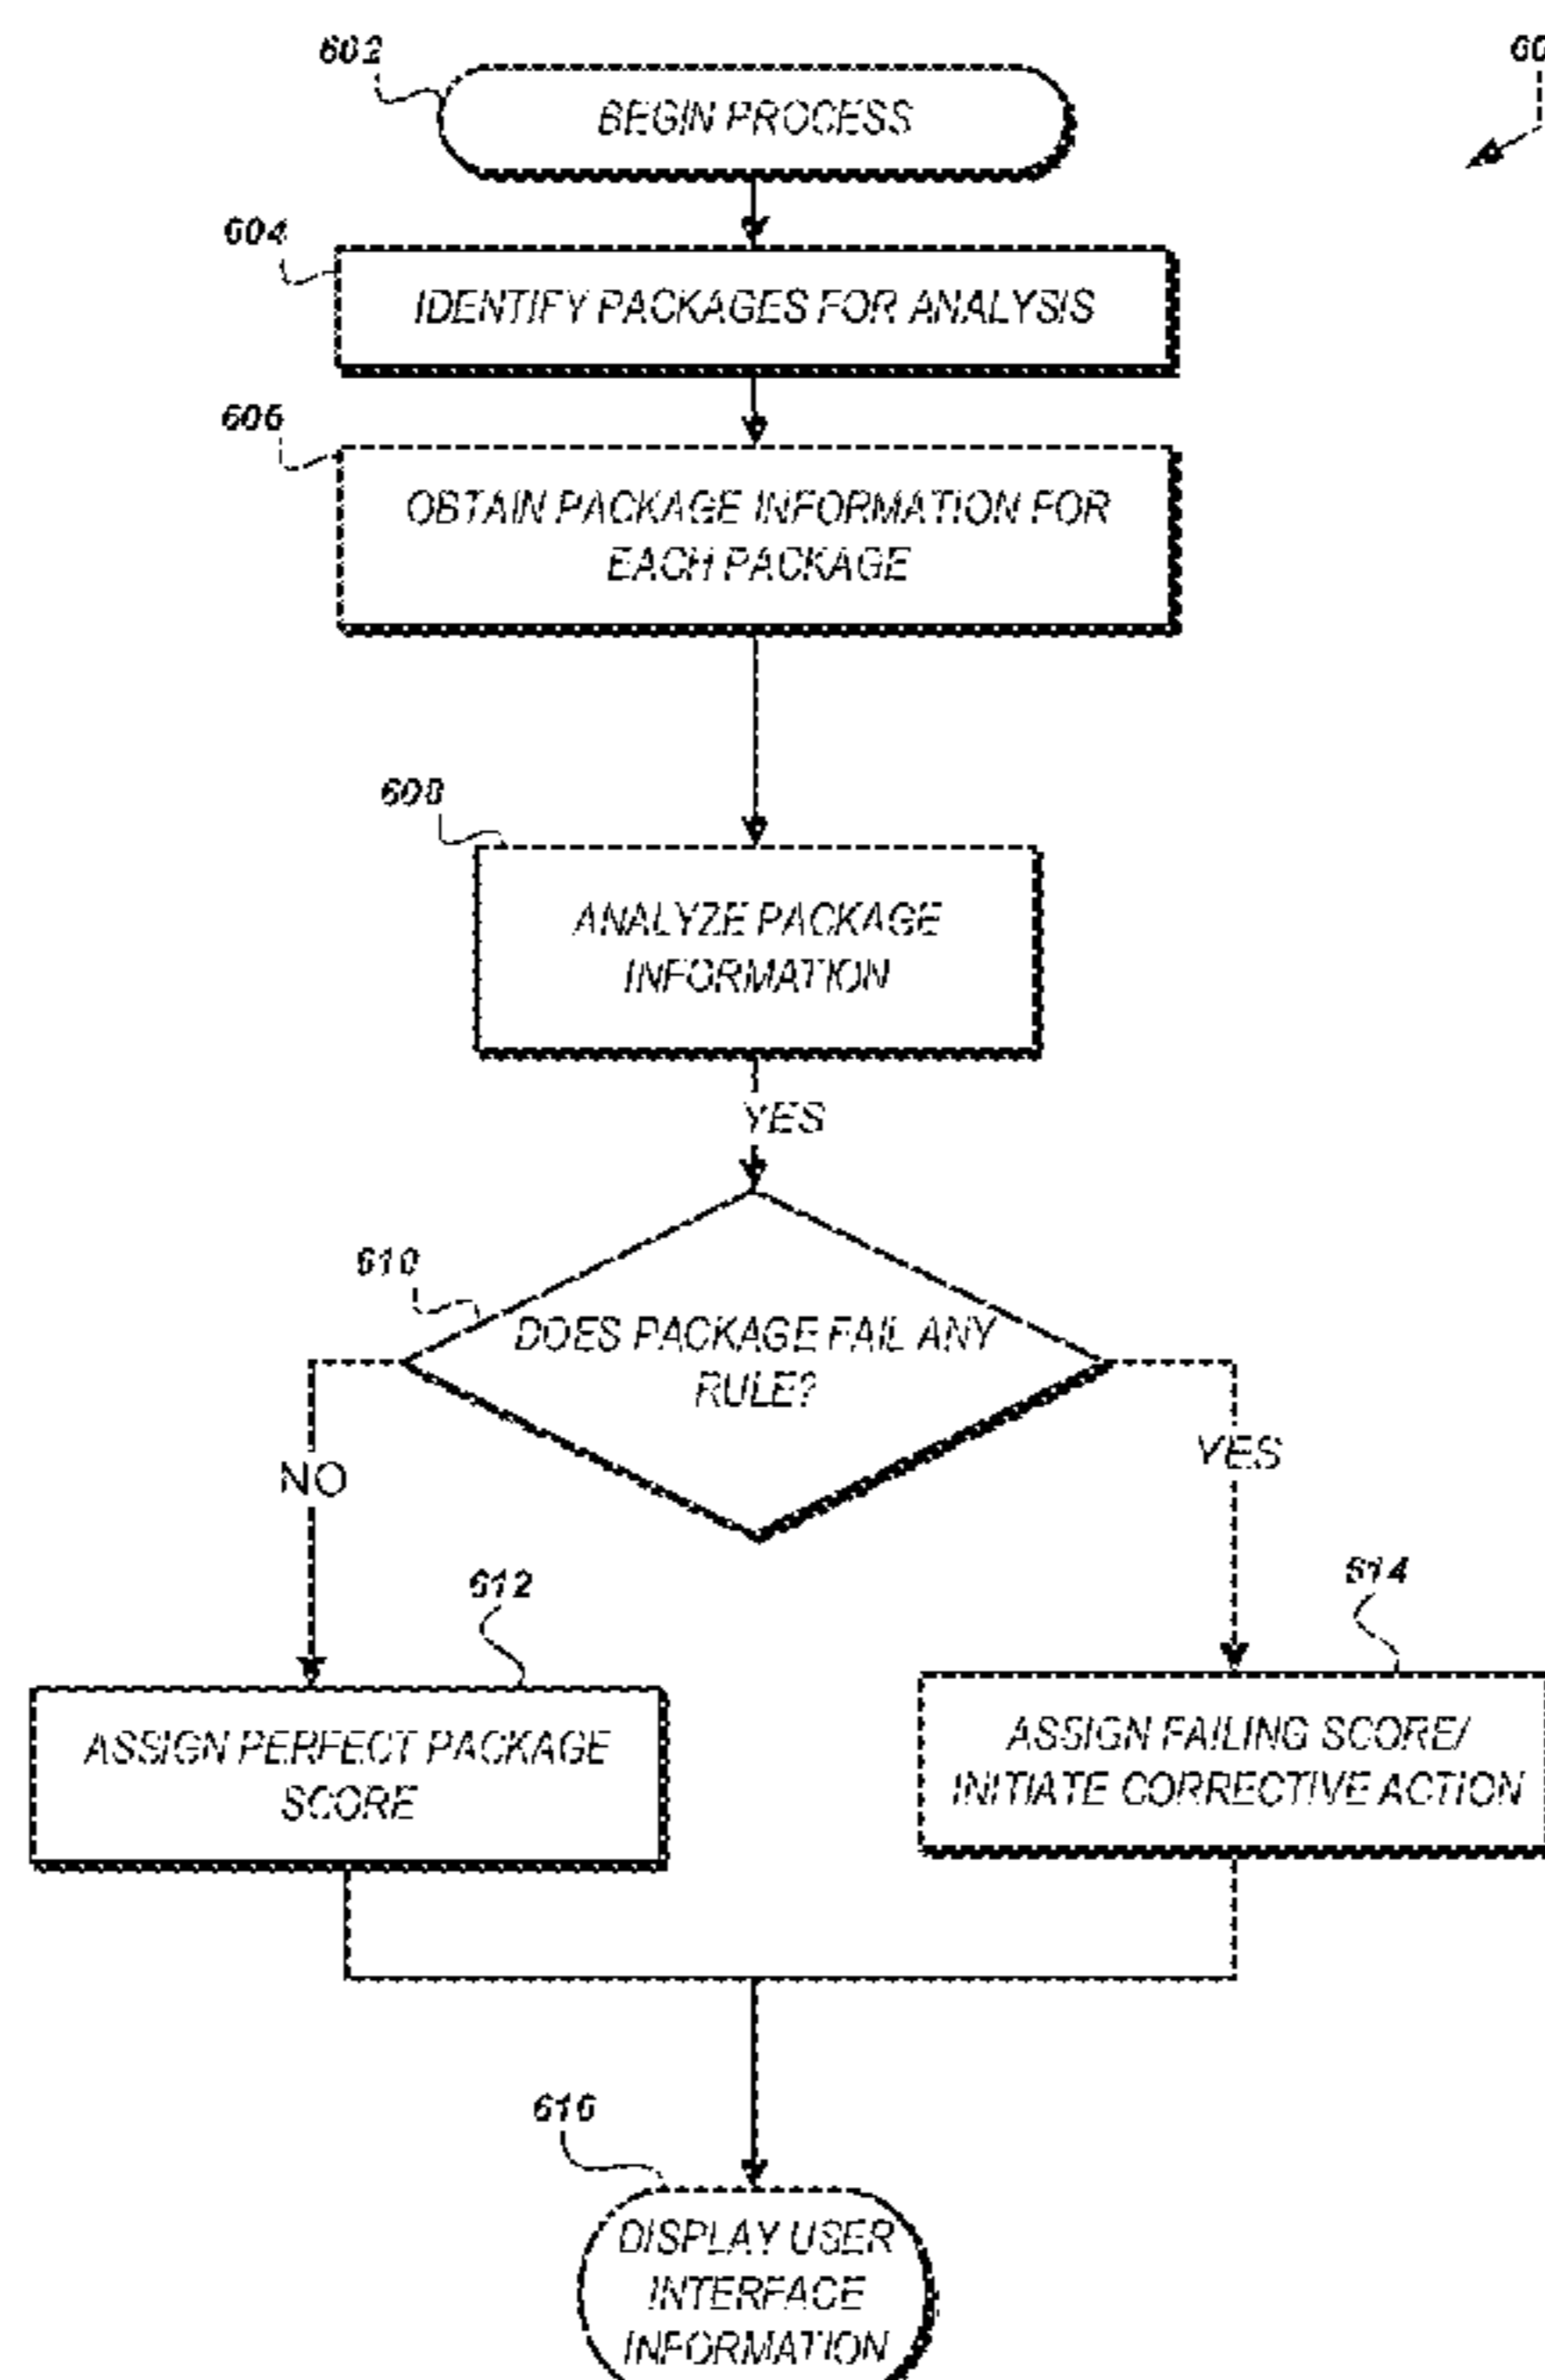 602
BEGIN PROCESS
604
IDENTIFY PACKAGES FOR ANALYSIS
606
OBTAIN PACKAGE INFORMATION FOR
EACH PACKAGE
608
ANALYZE PACKAGE
INFORMATION
YES
610
DOES PACKAGE FAIL ANY
RULE?
NO
YES
612
ASSIGN PERFECT PACKAGE
SCORE
614
ASSIGN FAILING SCORE/
INITIATE CORRECTIVE ACTION
616
DISPLAY USER
INTERFACE
INFORMATION